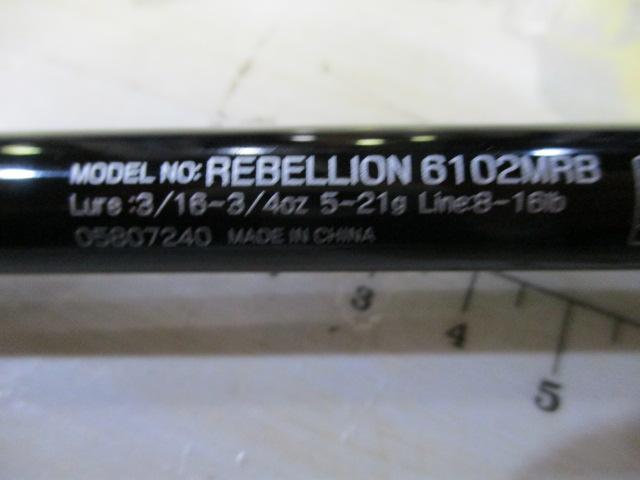 MODEL NO: REBELLION 6102MRB
Lure :3/16-3/4oz 5-21g Line:8-16lb
05807240 MADE IN CHINA
3
4
5